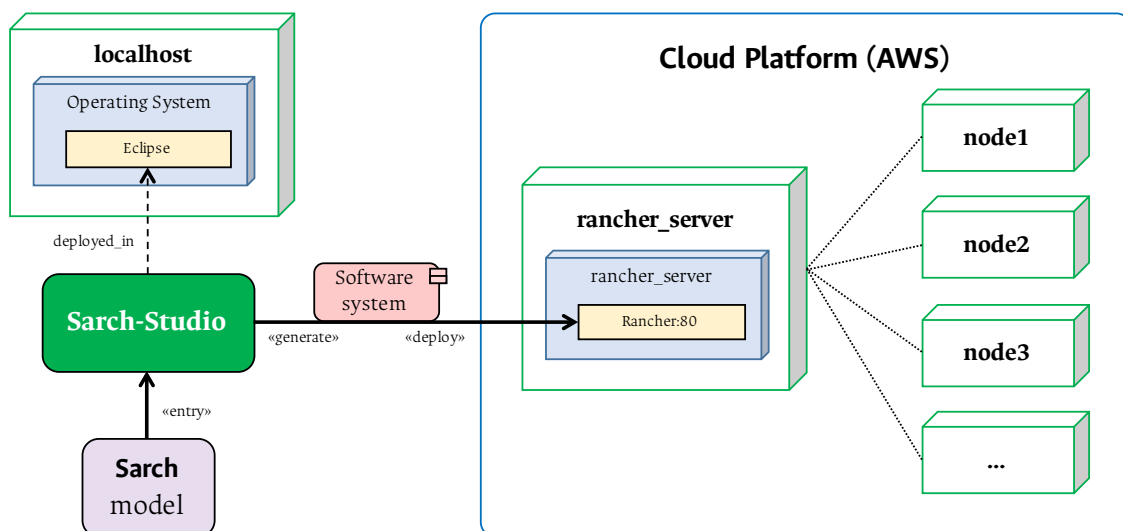 localhost
Operating System
Eclipse
deployed_in
Sarch-Studio
«entry»
Sarch
model
Software
system
«generate»
«deploy»
Cloud Platform (AWS)
rancher_server
rancher_server
Rancher:80
node1
node2
node3
...